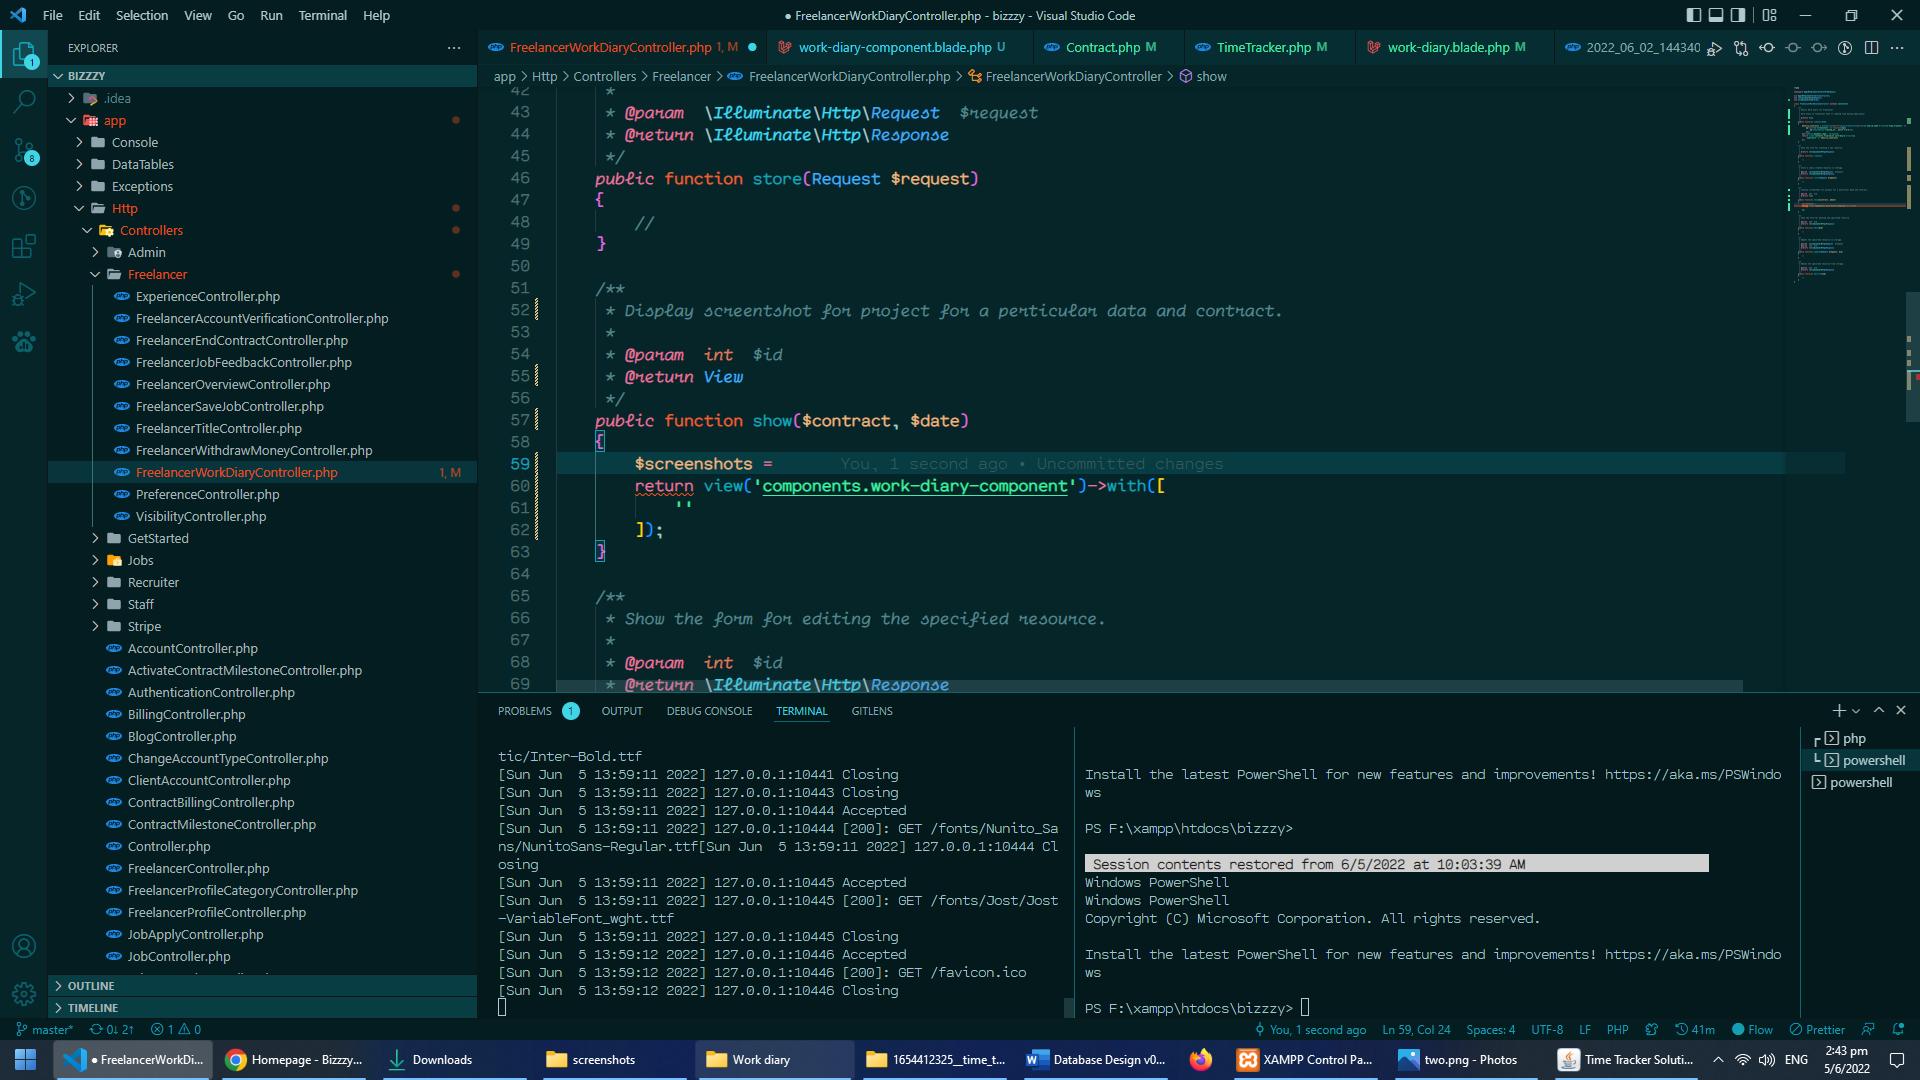 File Edit Selection View Go Run Terminal Help
● FreelancerWorkDiaryController.php - bizzzy - Visual Studio Code
EXPLORER
BIZZZY
.idea
app
Console
DataTables
Exceptions
Http
Controllers
Admin
Freelancer
ExperienceController.php
FreelancerAccountVerificationController.php
FreelancerEndContractController.php
FreelancerJobFeedbackController.php
FreelancerOverviewController.php
FreelancerSaveJobController.php
FreelancerTitleController.php
FreelancerWithdrawMoneyController.php
FreelancerWorkDiaryController.php 1, M
PreferenceController.php
VisibilityController.php
GetStarted
Jobs
Recruiter
Staff
Stripe
AccountController.php
ActivateContractMilestoneController.php
AuthenticationController.php
BillingController.php
BlogController.php
ChangeAccountTypeController.php
ClientAccountController.php
ContractBillingController.php
ContractMilestoneController.php
Controller.php
FreelancerController.php
FreelancerProfileCategoryController.php
FreelancerProfileController.php
JobApplyController.php
JobController.php
OUTLINE
TIMELINE
1
8
FreelancerWorkDiaryController.php 1, M ● work-diary-component.blade.php U Contract.php M TimeTracker.php M work-diary.blade.php M 2022_06_02_144340
app > Http > Controllers > Freelancer > FreelancerWorkDiaryController.php > FreelancerWorkDiaryController > show
42 *
43 * @param \Illuminate\Http\Request $request
44 * @return \Illuminate\Http\Response
45 */
46 public function store(Request $request)
47 {
48 //
49 }
50
51 /**
52 * Display screentshot for project for a perticular data and contract.
53 *
54 * @param int $id
55 * @return View
56 */
57 public function show($contract, $date)
58 {
59 $screenshots = You, 1 second ago • Uncommitted changes
60 return view('components.work-diary-component')->with([
61 ''
62 ]);
63 }
64
65 /**
66 * Show the form for editing the specified resource.
67 *
68 * @param int $id
69 * @return \Illuminate\Http\Response
PROBLEMS 1 OUTPUT DEBUG CONSOLE TERMINAL GITLENS
tic/Inter-Bold.ttf
[Sun Jun  5 13:59:11 2022] 127.0.0.1:10441 Closing
[Sun Jun  5 13:59:11 2022] 127.0.0.1:10443 Closing
[Sun Jun  5 13:59:11 2022] 127.0.0.1:10444 Accepted
[Sun Jun  5 13:59:11 2022] 127.0.0.1:10444 [200]: GET /fonts/Nunito_Sa
ns/NunitoSans-Regular.ttf[Sun Jun  5 13:59:11 2022] 127.0.0.1:10444 Cl
osing
[Sun Jun  5 13:59:11 2022] 127.0.0.1:10445 Accepted
[Sun Jun  5 13:59:11 2022] 127.0.0.1:10445 [200]: GET /fonts/Jost/Jost
-VariableFont_wght.ttf
[Sun Jun  5 13:59:11 2022] 127.0.0.1:10445 Closing
[Sun Jun  5 13:59:12 2022] 127.0.0.1:10446 Accepted
[Sun Jun  5 13:59:12 2022] 127.0.0.1:10446 [200]: GET /favicon.ico
[Sun Jun  5 13:59:12 2022] 127.0.0.1:10446 Closing
Install the latest PowerShell for new features and improvements! https://aka.ms/PSWindo
ws
PS F:\xampp\htdocs\bizzzy>
Session contents restored from 6/5/2022 at 10:03:39 AM
Windows PowerShell
Windows PowerShell
Copyright (C) Microsoft Corporation. All rights reserved.
Install the latest PowerShell for new features and improvements! https://aka.ms/PSWindo
ws
PS F:\xampp\htdocs\bizzzy>
php
powershell
powershell
master* 0↓ 2↑ 1 0 You, 1 second ago Ln 59, Col 24 Spaces: 4 UTF-8 LF PHP 41m Flow Prettier
● FreelancerWorkDi... Homepage - Bizzzy... Downloads screenshots Work diary 1654412325__time_t... Database Design v0... XAMPP Control Pa... two.png - Photos Time Tracker Soluti... ENG 2:43 pm
5/6/2022